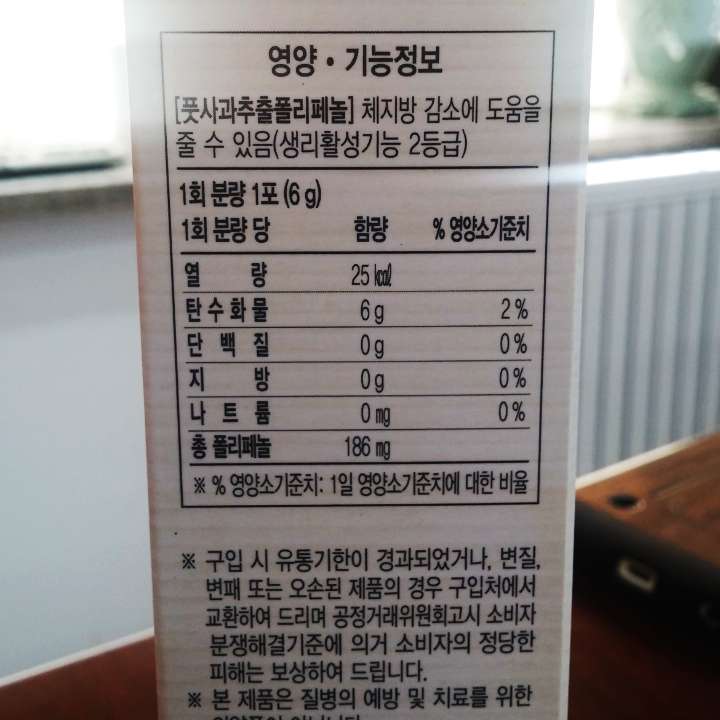 영양 • 기능정보
[풋사과추출폴리페놀] 체지방 감소에 도움을
줄 수 있음(생리활성기능 2등급)
1회 분량 1포 (6 g)
1회 분량 당 함량 % 영양소기준치
열 량 25 kcal
탄수화물 6 g 2 %
단 백 질 0 g 0 %
지 방 0 g 0 %
나 트 륨 0 mg 0 %
총 폴리페놀 186 mg
※ % 영양소기준치: 1일 영양소기준치에 대한 비율
※ 구입 시 유통기한이 경과되었거나, 변질,
변패 또는 오손된 제품의 경우 구입처에서
교환하여 드리며 공정거래위원회고시 소비자
분쟁해결기준에 의거 소비자의 정당한
피해는 보상하여 드립니다.
※ 본 제품은 질병의 예방 및 치료를 위한